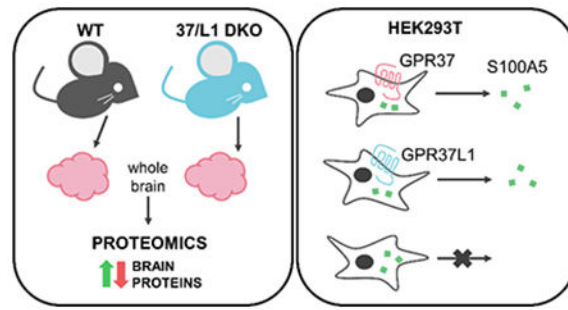 WT 37/L1 DKO
whole
brain
PROTEOMICS
BRAIN
PROTEINS
HEK293T
GPR37
S100A5
GPR37L1